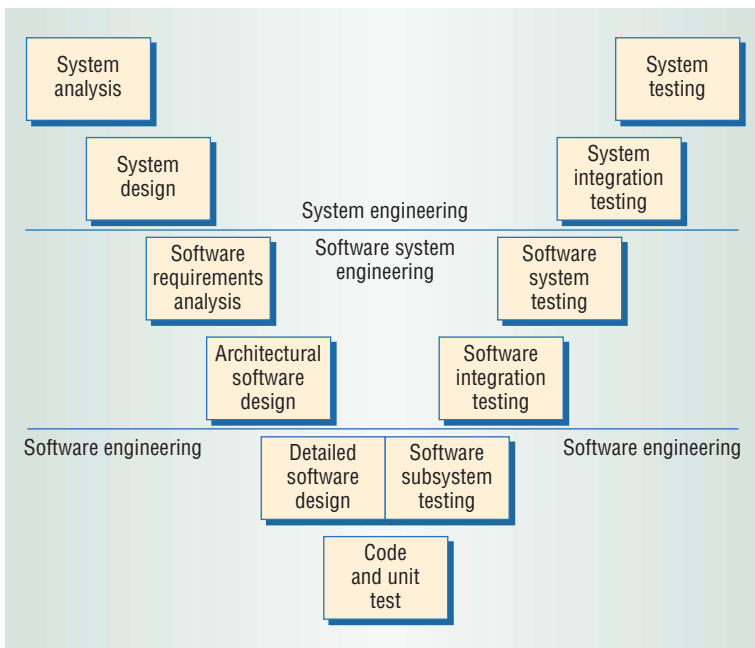 System
analysis
System
testing
System
design
System
integration
testing
System engineering
Software system
engineering
Software
requirements
analysis
Software
system
testing
Architectural
software
design
Software
integration
testing
Software engineering
Software engineering
Detailed
software
design
Software
subsystem
testing
Code
and unit
test